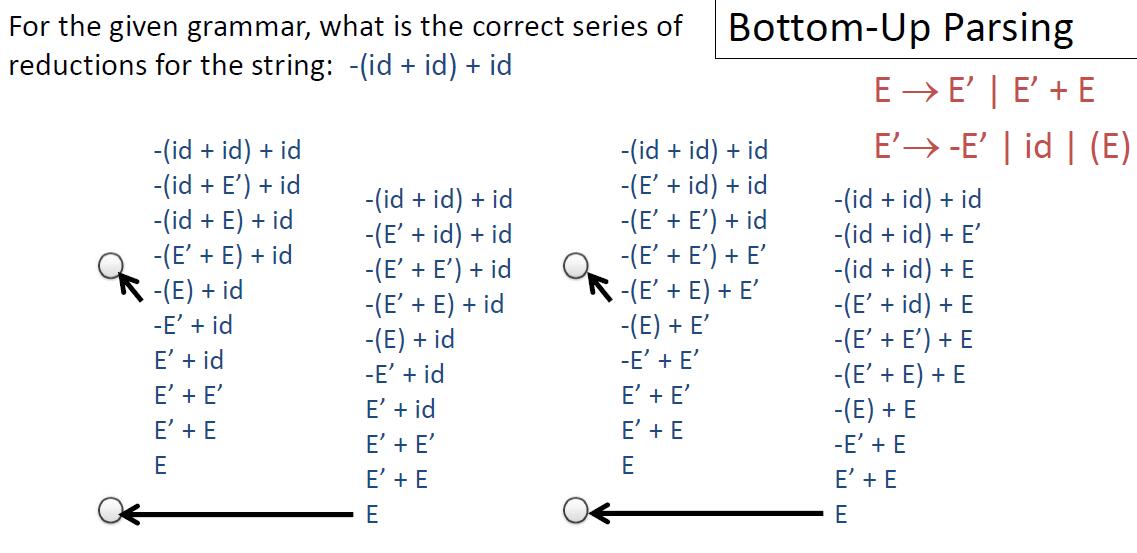 For the given grammar, what is the correct series of
reductions for the string:  -(id + id) + id
Bottom-Up Parsing
E → E’ | E’ + E
E’→ -E’ | id | (E)
-(id + id) + id
-(id + E’) + id
-(id + E) + id
-(E’ + E) + id
-(E) + id
-E’ + id
E’ + id
E’ + E’
E’ + E
E
-(id + id) + id
-(E’ + id) + id
-(E’ + E’) + id
-(E’ + E) + id
-(E) + id
-E’ + id
E’ + id
E’ + E’
E’ + E
E
-(id + id) + id
-(E’ + id) + id
-(E’ + E’) + id
-(E’ + E’) + E’
-(E’ + E) + E’
-(E) + E’
-E’ + E’
E’ + E’
E’ + E
E
-(id + id) + id
-(id + id) + E’
-(id + id) + E
-(E’ + id) + E
-(E’ + E’) + E
-(E’ + E) + E
-(E) + E
-E’ + E
E’ + E
E